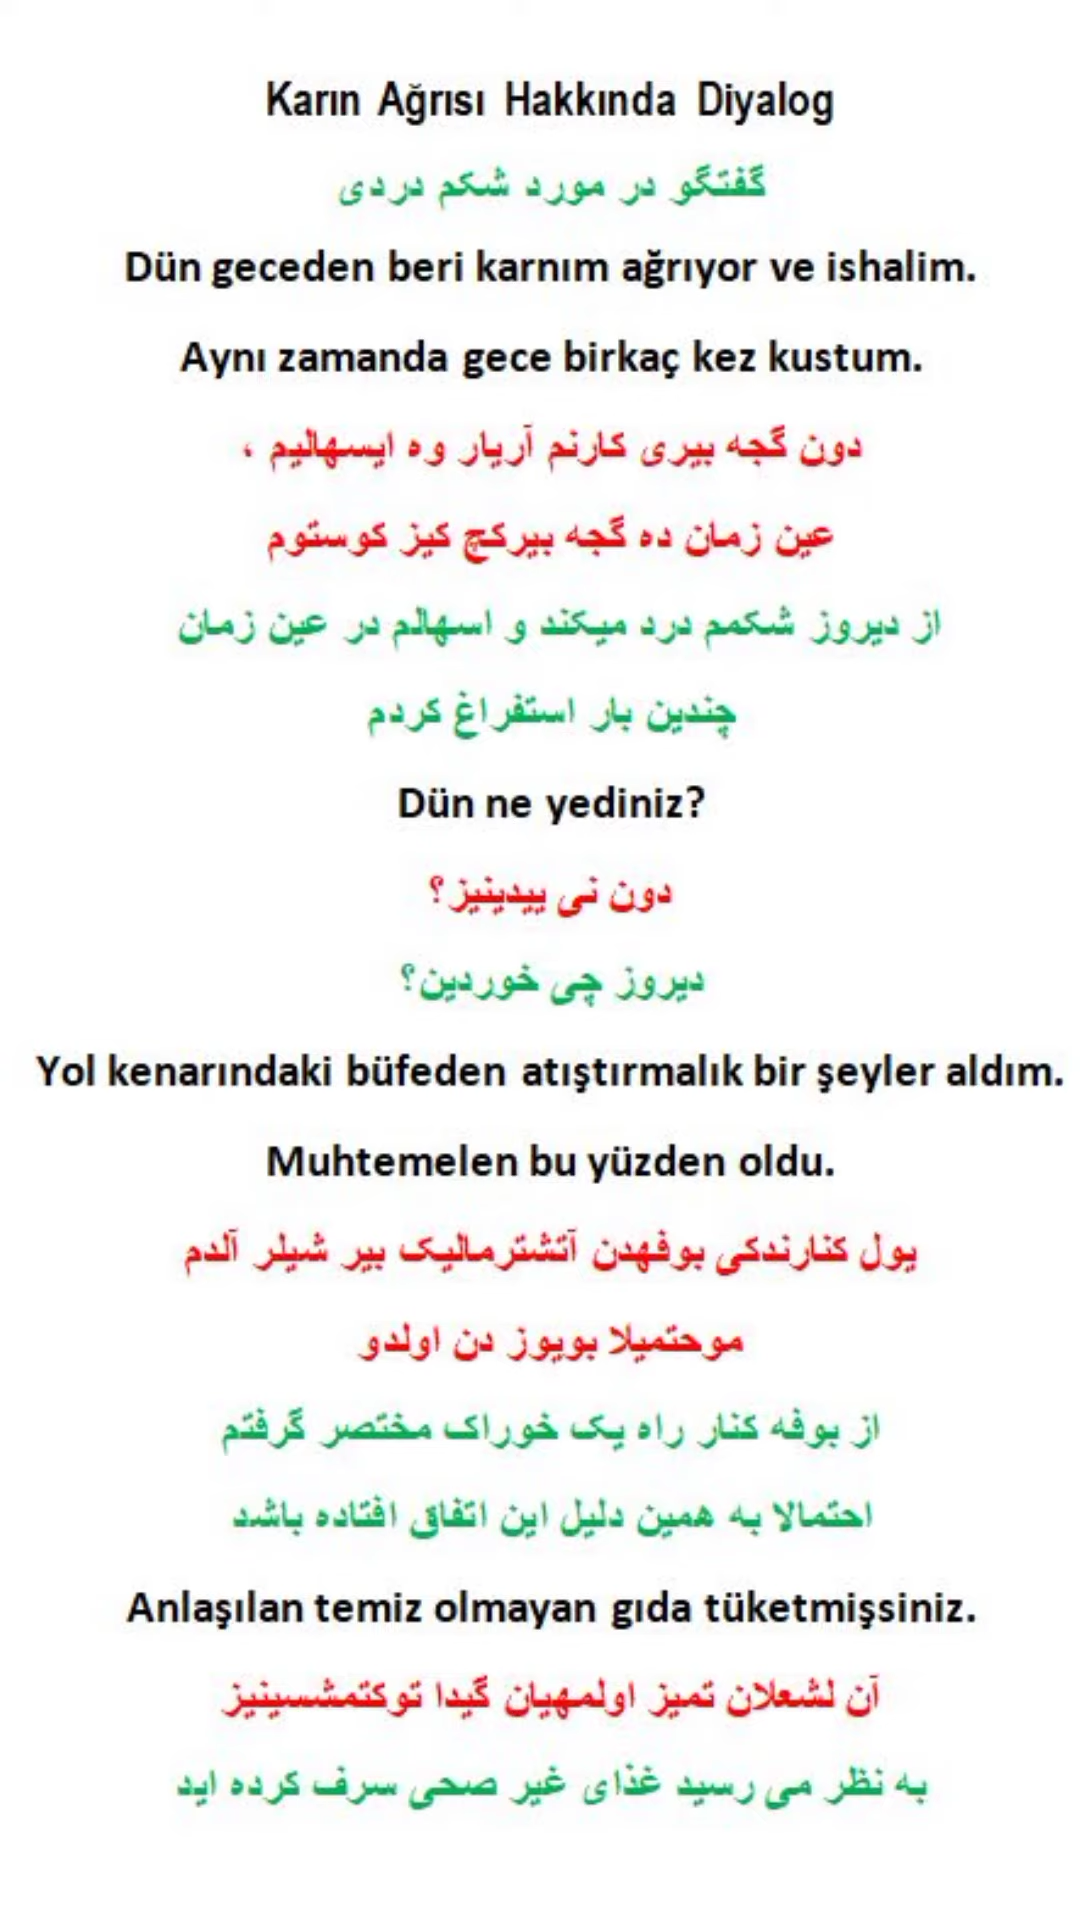 Karın Ağrısı Hakkında Diyalog
گفتگو در مورد شکم دردی
Dün geceden beri karnım ağrıyor ve ishalim.
Aynı zamanda gece birkaç kez kustum.
دون گجه بیری کارنم آریار وه ایسهالیم ،
عین زمان ده گجه بیرکچ کیز کوستوم
از دیروز شکمم درد میکند و اسهالم در عین زمان
چندین بار استفراغ کردم
Dün ne yediniz?
دون نی ییدینیز؟
دیروز چی خوردین؟
Yol kenarındaki büfeden atıştırmalık bir şeyler aldım.
Muhtemelen bu yüzden oldu.
یول کنارندکی بوفهدن آتشترمالیک بیر شیلر آلدم
موحتمیلا بویوز دن اولدو
از بوفه کنار راه یک خوراک مختصر گرفتم
احتمالا به همین دلیل این اتفاق افتاده باشد
Anlaşılan temiz olmayan gıda tüketmişsiniz.
آن لشعلان تمیز اولمهیان گیدا توکتمشسینیز
به نظر می رسید غذای غیر صحی سرف کرده اید